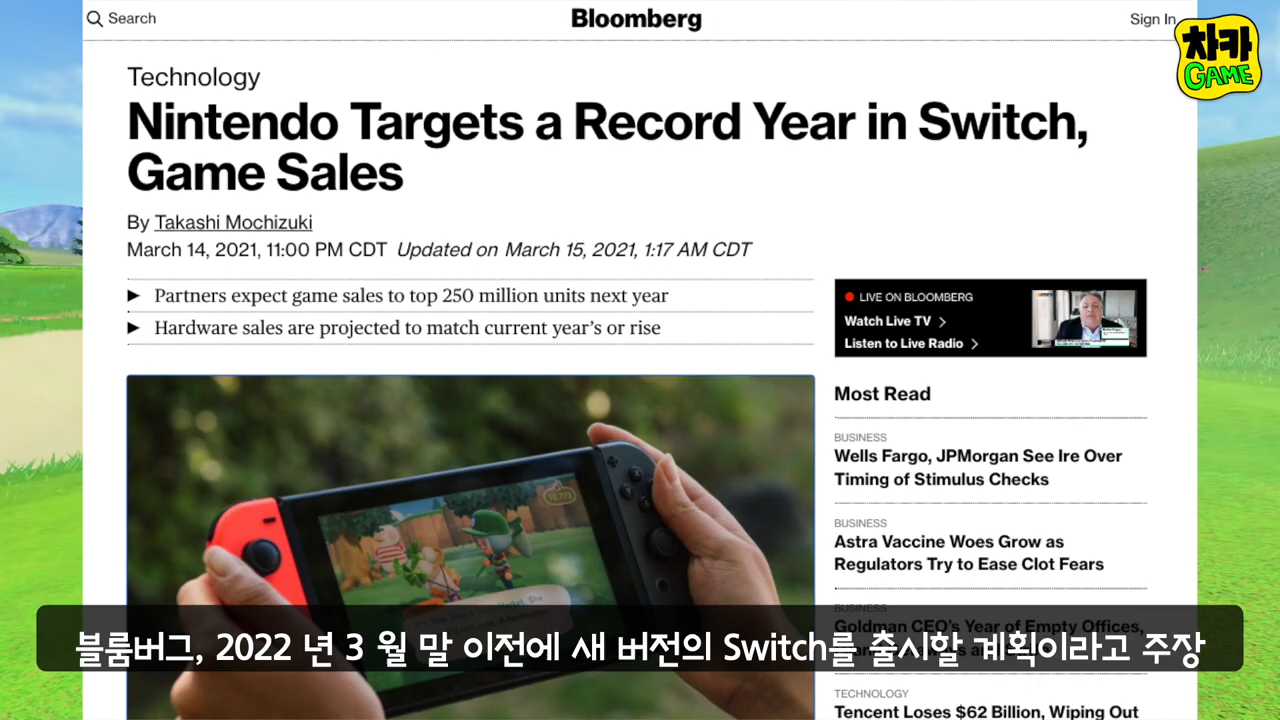 Search
Bloomberg
Sign In
차카
GAME
Technology
Nintendo Targets a Record Year in Switch,
Game Sales
By Takashi Mochizuki
March 14, 2021, 11:00 PM CDT Updated on March 15, 2021, 1:17 AM CDT
▶ Partners expect game sales to top 250 million units next year
▶ Hardware sales are projected to match current year's or rise
LIVE ON BLOOMBERG
Watch Live TV >
Listen to Live Radio >
Most Read
BUSINESS
Wells Fargo, JPMorgan See Ire Over
Timing of Stimulus Checks
BUSINESS
Astra Vaccine Woes Grow as
Regulators Try to Ease Clot Fears
BUSINESS
Goldman CEO's Year of Empty Offices,
블룸버그, 2022 년 3 월 말 이전에 새 버전의 Switch를 출시할 계획이라고 주장
TECHNOLOGY
Tencent Loses $62 Billion, Wiping Out